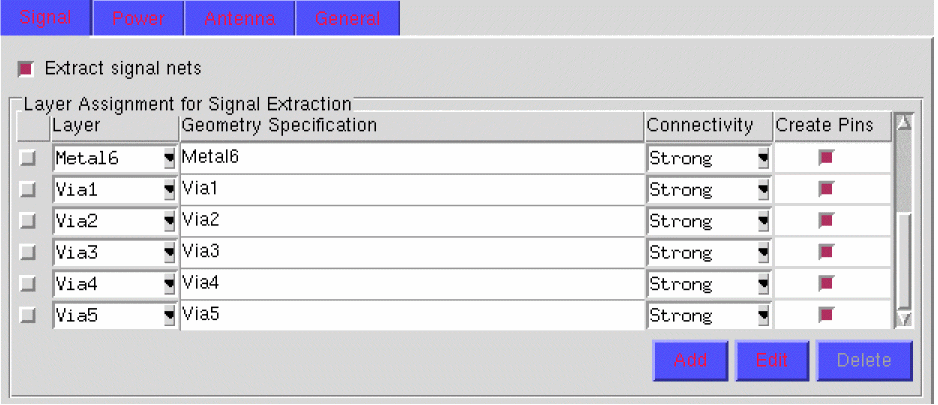 Signal Power Antenna General
Extract signal nets
Layer Assignment for Signal Extraction
Layer Geometry Specification Connectivity Create Pins
Metal6 Metal6 Strong
Via1 Via1 Strong
Via2 Via2 Strong
Via3 Via3 Strong
Via4 Via4 Strong
Via5 Via5 Strong
Add Edit Delete